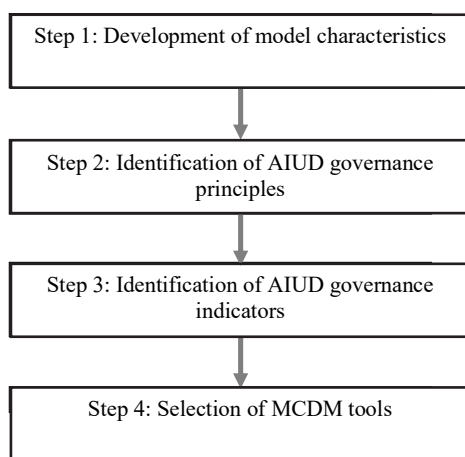 Step 1: Development of model characteristics
Step 2: Identification of AIUD governance
principles
Step 3: Identification of AIUD governance
indicators
Step 4: Selection of MCDM tools